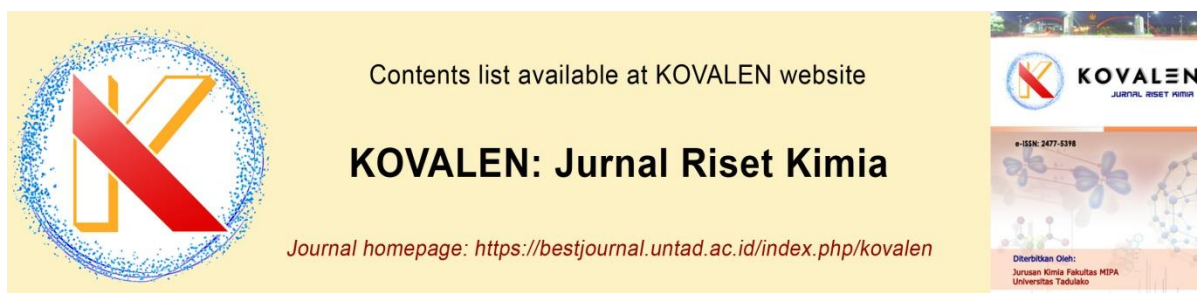 Contents list available at KOVALEN website
KOVALEN: Jurnal Riset Kimia
Journal homepage: https://bestjournal.untad.ac.id/index.php/kovalen
K
KOVALEN
JURNAL RISET KIMIA
e-ISSN: 2477-5398
Diterbitkan Oleh:
Jurusan Kimia Fakultas MIPA
Universitas Tadulako